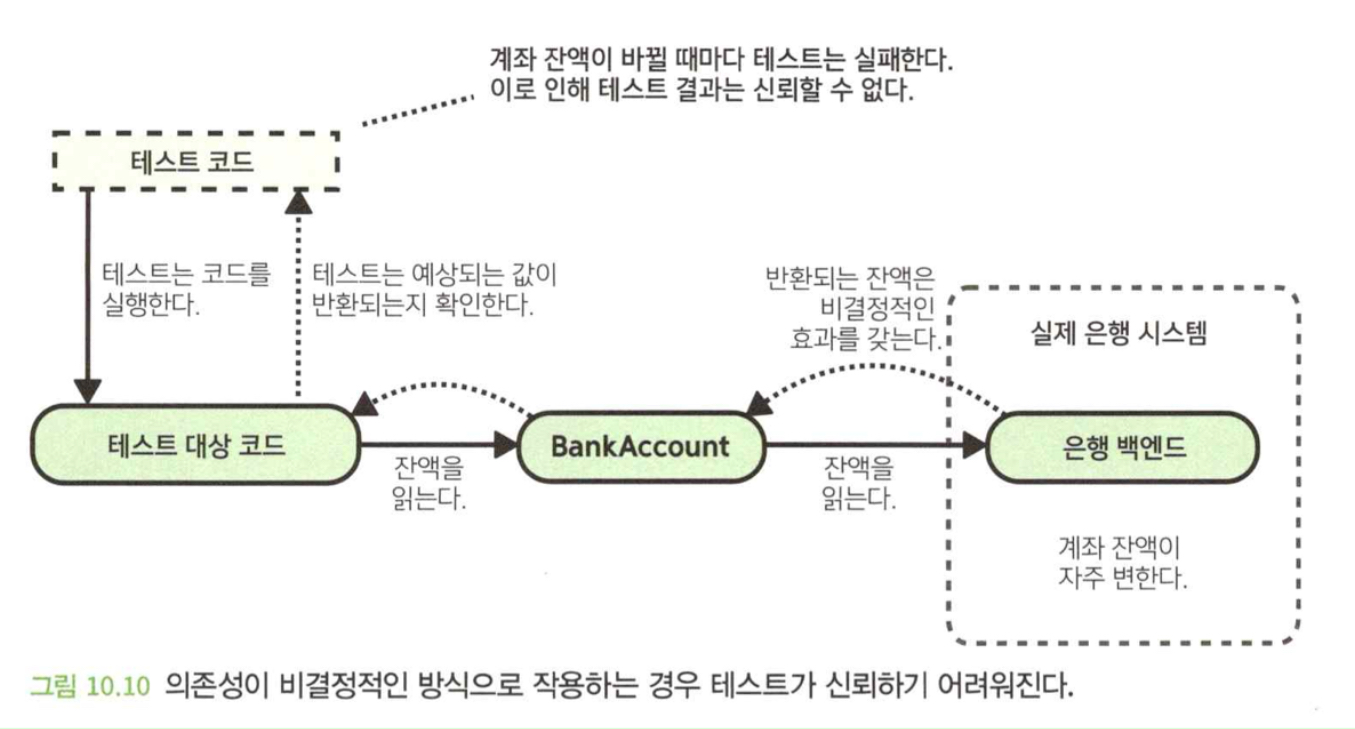 계좌 잔액이 바뀔 때마다 테스트는 실패한다.
이로 인해 테스트 결과는 신뢰할 수 없다.
테스트 코드
테스트는 코드를
실행한다.
테스트는 예상되는 값이
반환되는지 확인한다.
반환되는 잔액은
비결정적인
효과를 갖는다.
실제 은행 시스템
테스트 대상 코드
BankAccount
은행 백엔드
잔액을
읽는다.
잔액을
읽는다.
계좌 잔액이
자주 변한다.
그림 10.10 의존성이 비결정적인 방식으로 작용하는 경우 테스트가 신뢰하기 어려워진다.